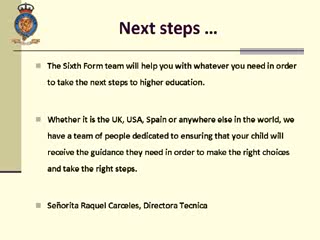 Next steps ...
The Sixth Form team will help you with whatever you need in order
to take the next steps to higher education.
Whether it is the UK, USA, Spain or anywhere else in the world, we
have a team of people dedicated to ensuring that your child will
receive the guidance they need in order to make the right choices
and take the right steps.
Señorita Raquel Carceles, Directora Tecnica